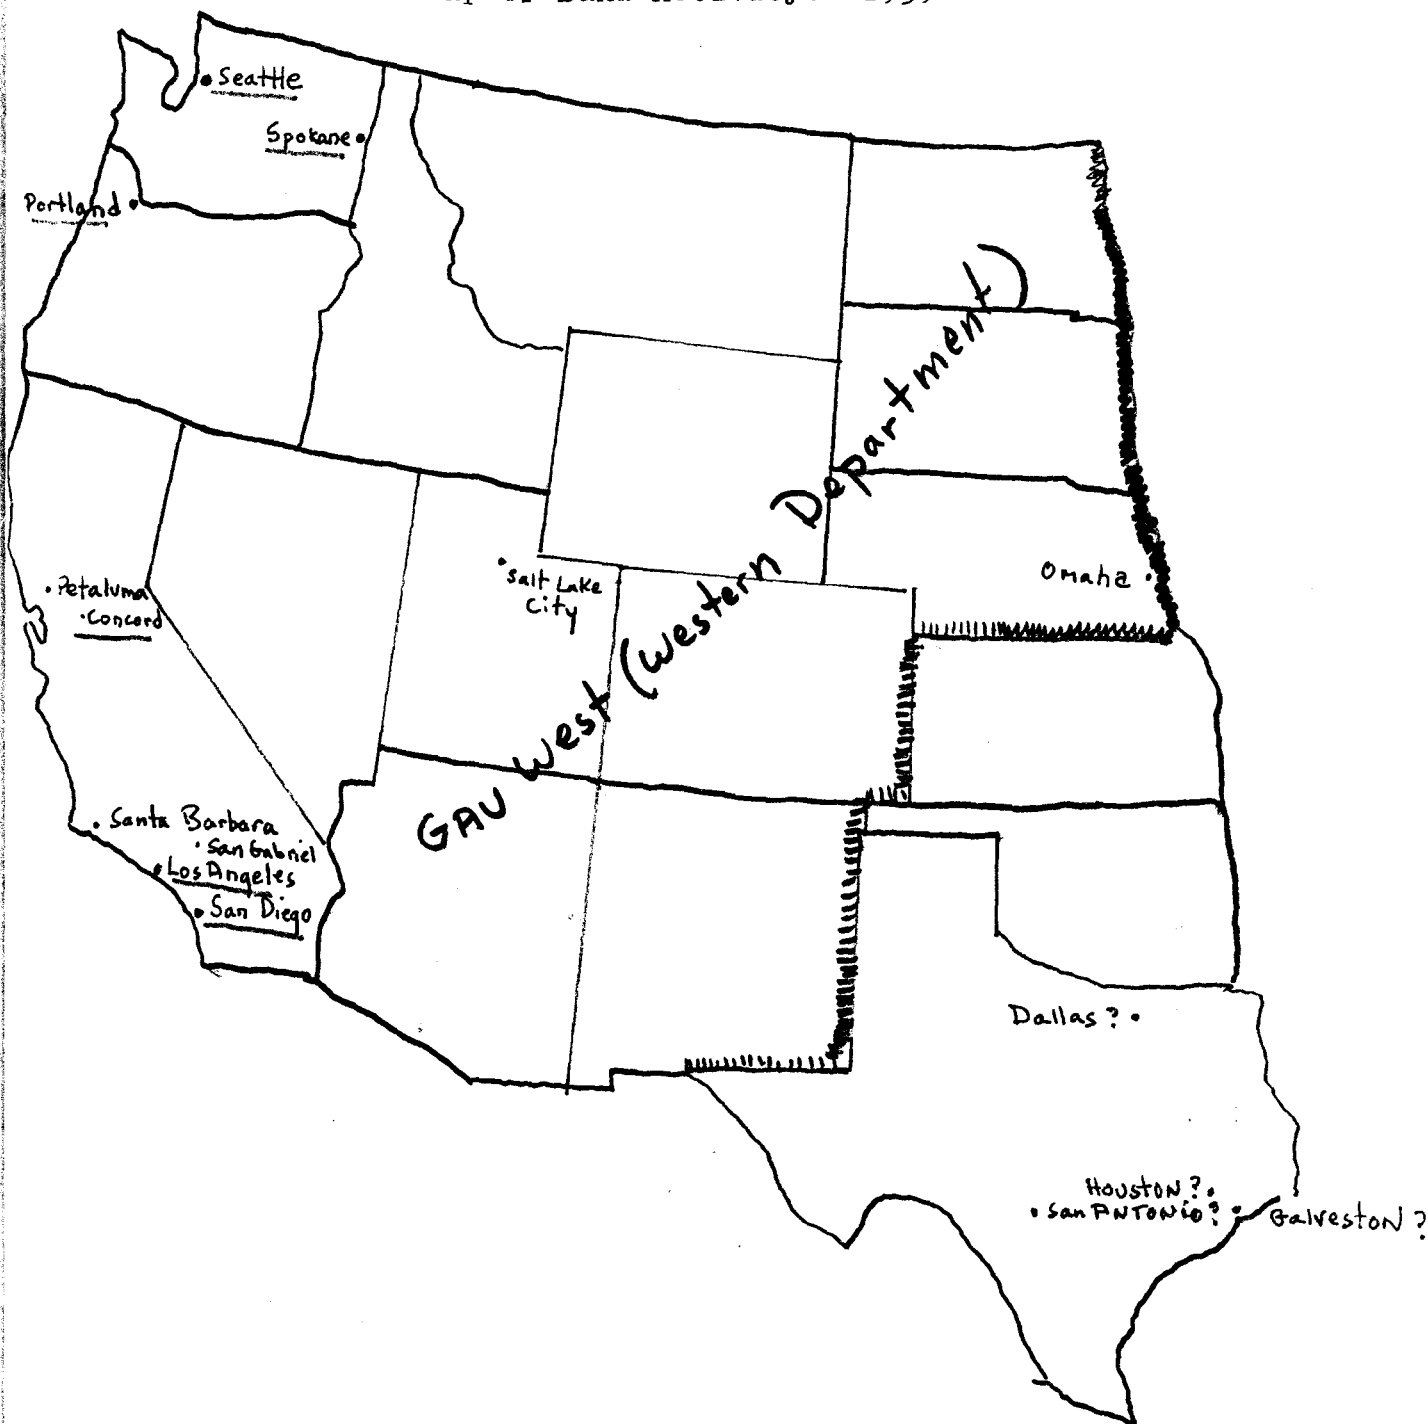 Seattle
Spokane
Portland
GAU West (Western Department)
Omaha
Salt Lake
City
Petaluma
Concord
Santa Barbara
San Gabriel
Los Angeles
San Diego
Dallas?
HOUSTON?
San ANTONio?
GalvestoN?